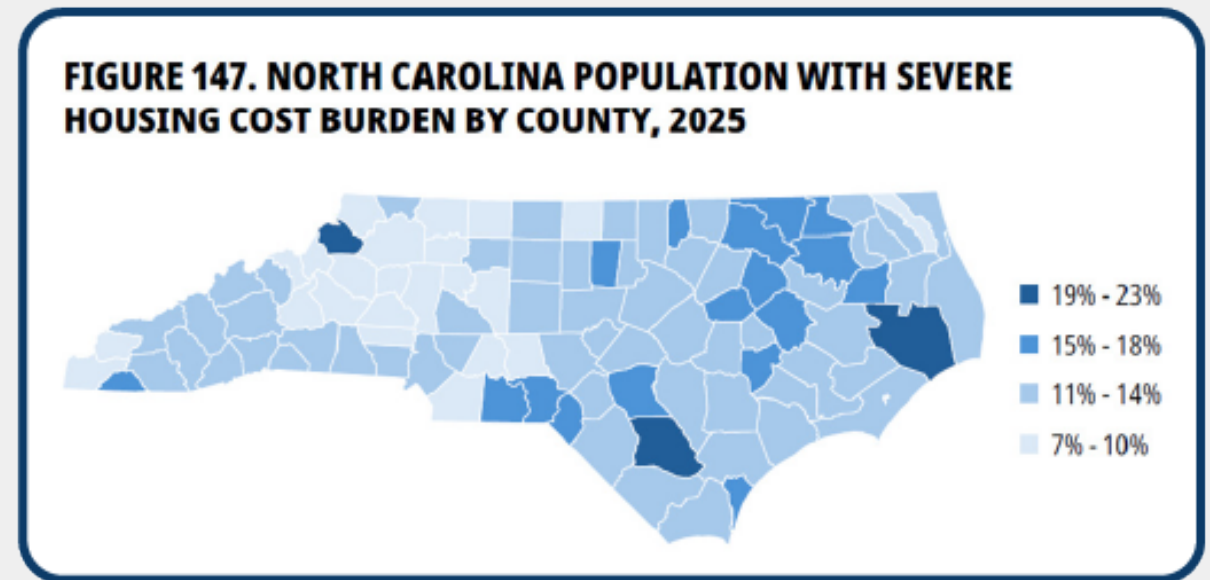 FIGURE 147. NORTH CAROLINA POPULATION WITH SEVERE
HOUSING COST BURDEN BY COUNTY, 2025
19% - 23%
15% - 18%
11% - 14%
7% - 10%